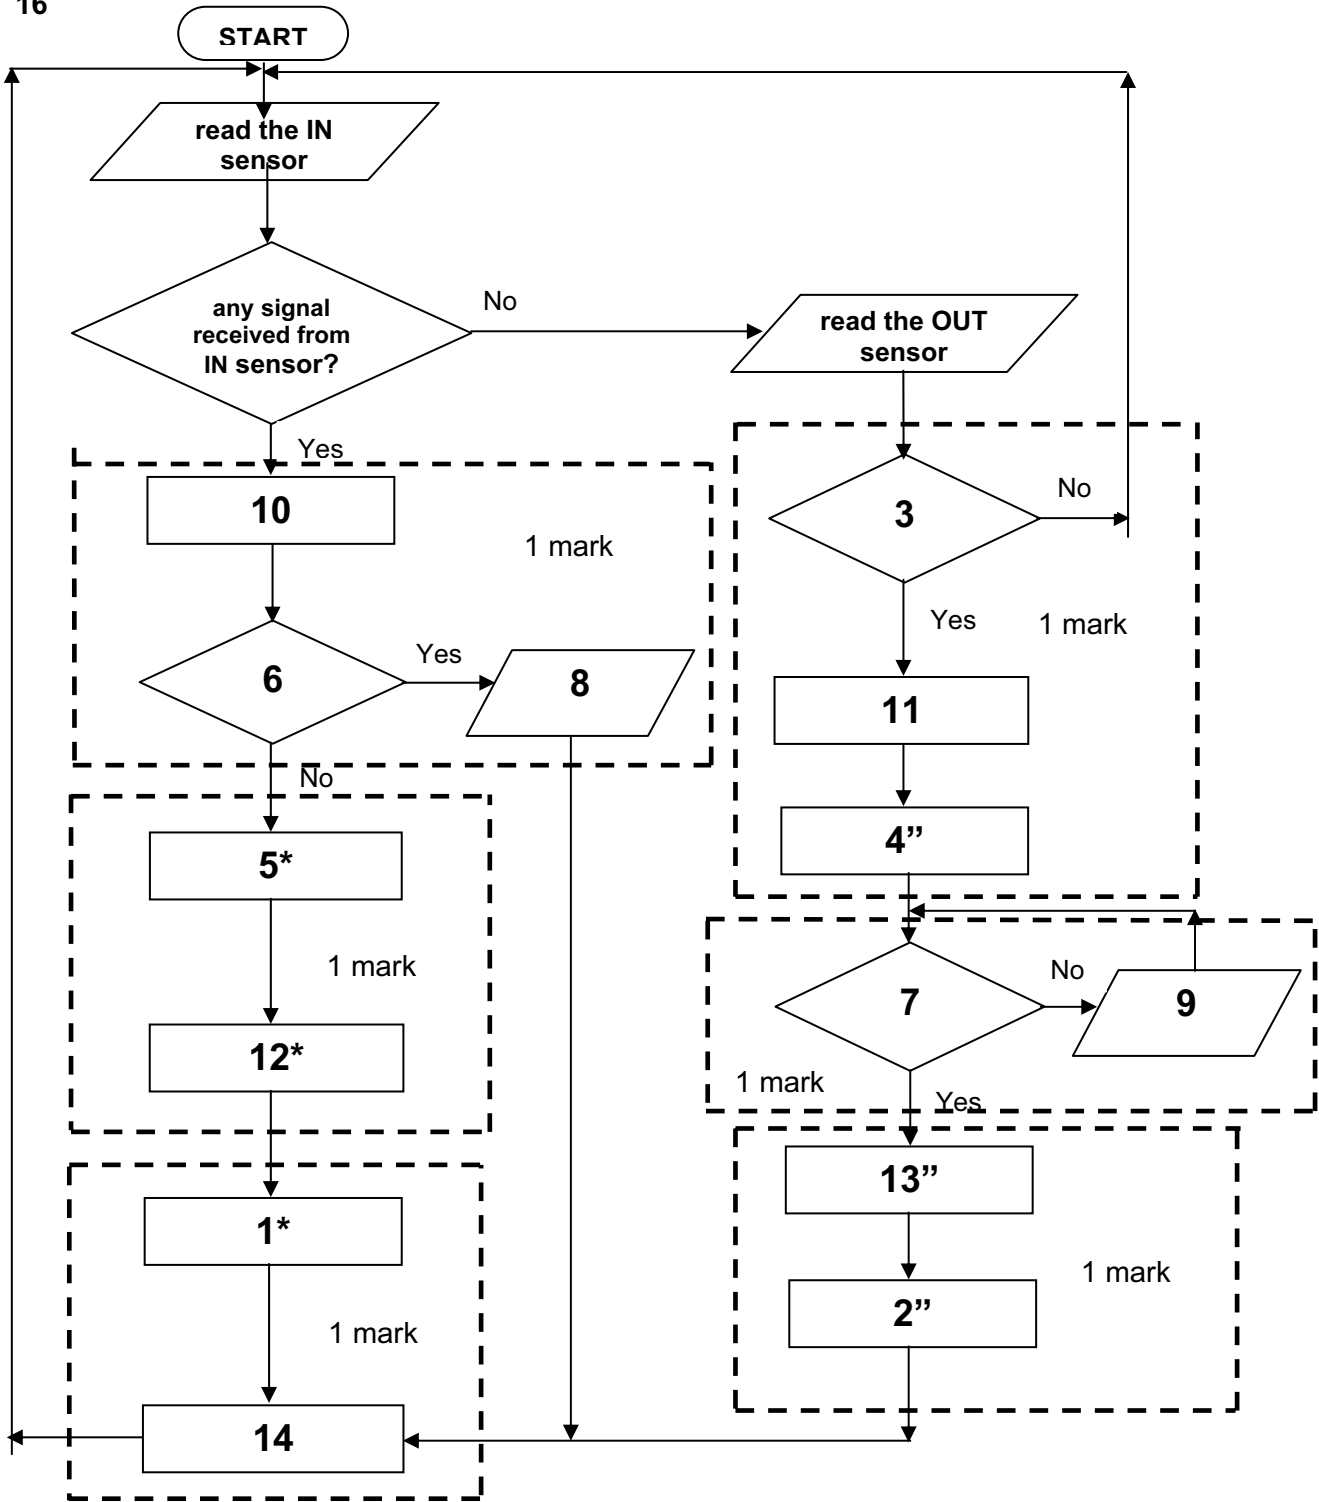 16
START
read the IN
sensor
any signal
received from
IN sensor?
No
read the OUT
sensor
Yes
10
1 mark
6
Yes
8
No
5*
1 mark
12*
1*
1 mark
14
3
No
Yes
1 mark
11
4”
7
No
9
1 mark
Yes
13”
1 mark
2”